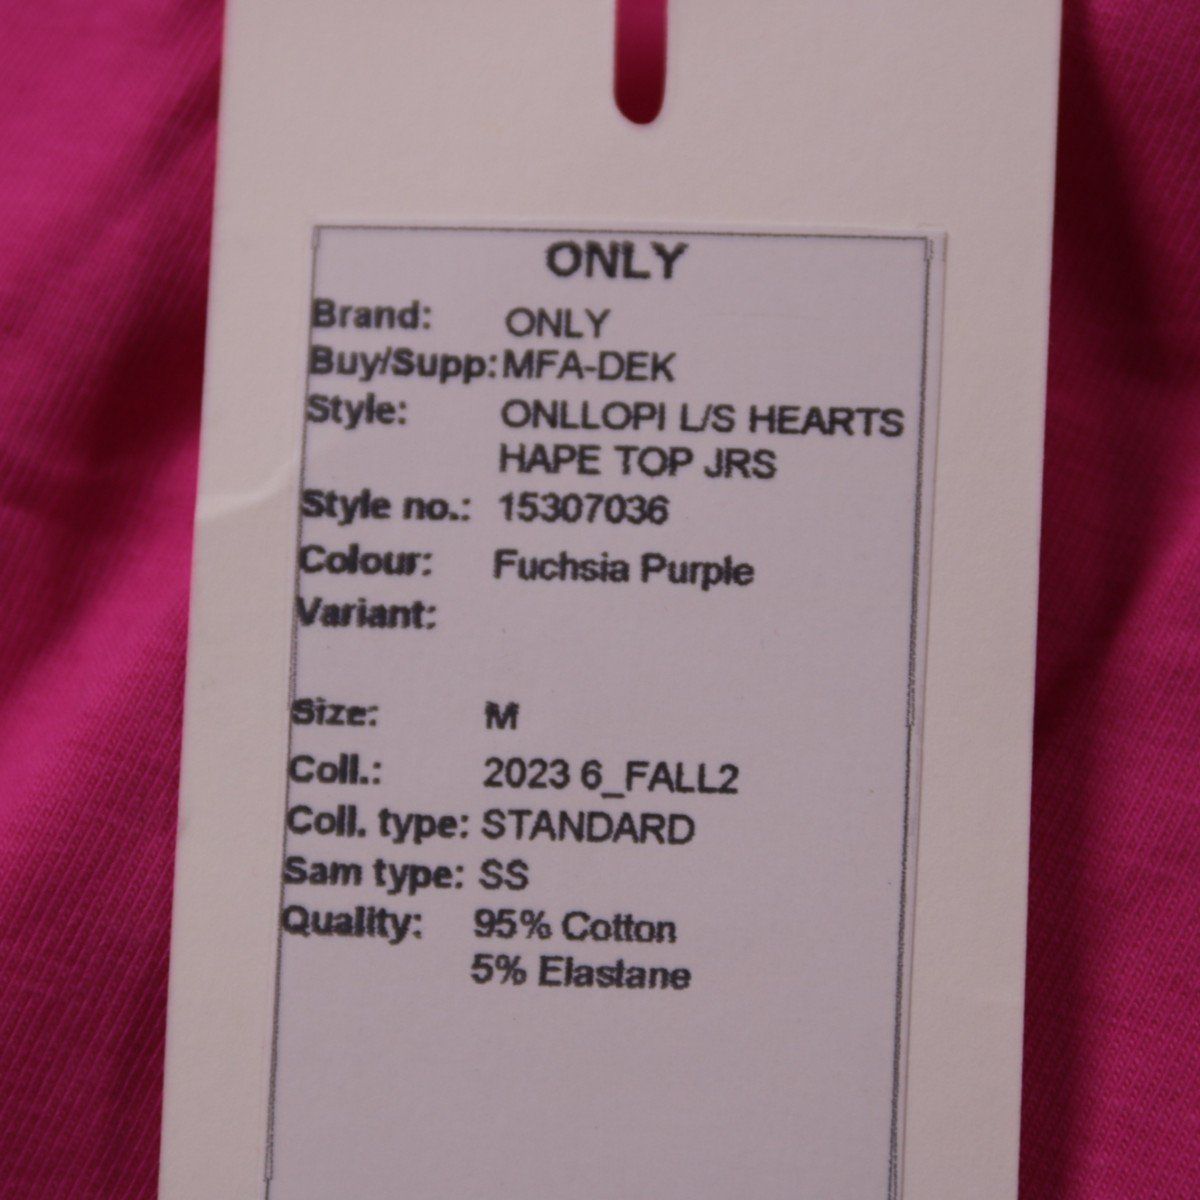 ONLY
Brand: ONLY
Buy/Supp: MFA-DEK
Style: ONLLOPI L/S HEARTS
HAPE TOP JRS
Style no.: 15307036
Colour: Fuchsia Purple
Variant:
Size: M
Coll.: 2023 6_FALL2
Coll. type: STANDARD
Sam type: SS
Quality: 95% Cotton
5% Elastane